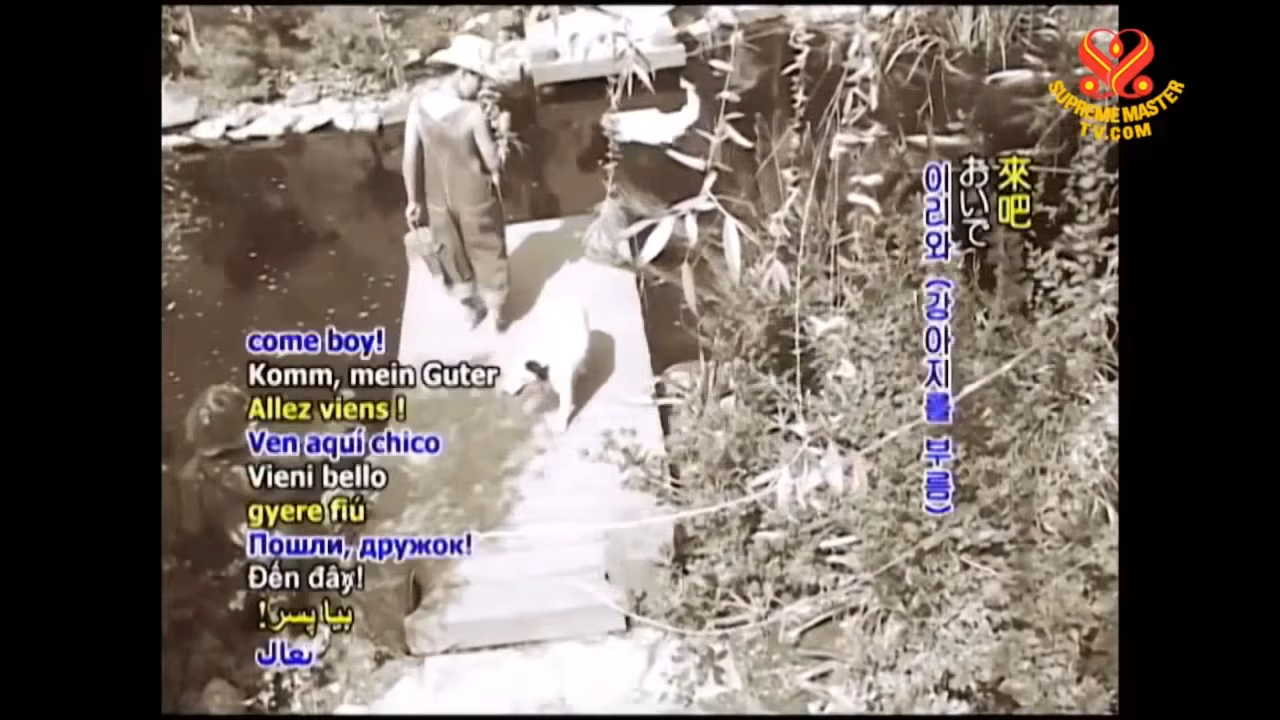 SUPREME MASTER
TV.COM
來吧
おいで
이리와 (강아지를 부름)
come boy!
Komm, mein Guter
Allez viens !
Ven aquí chico
Vieni bello
gyere fiú
Пошли, дружок!
Đến đây!
بیا پسر!
تعال